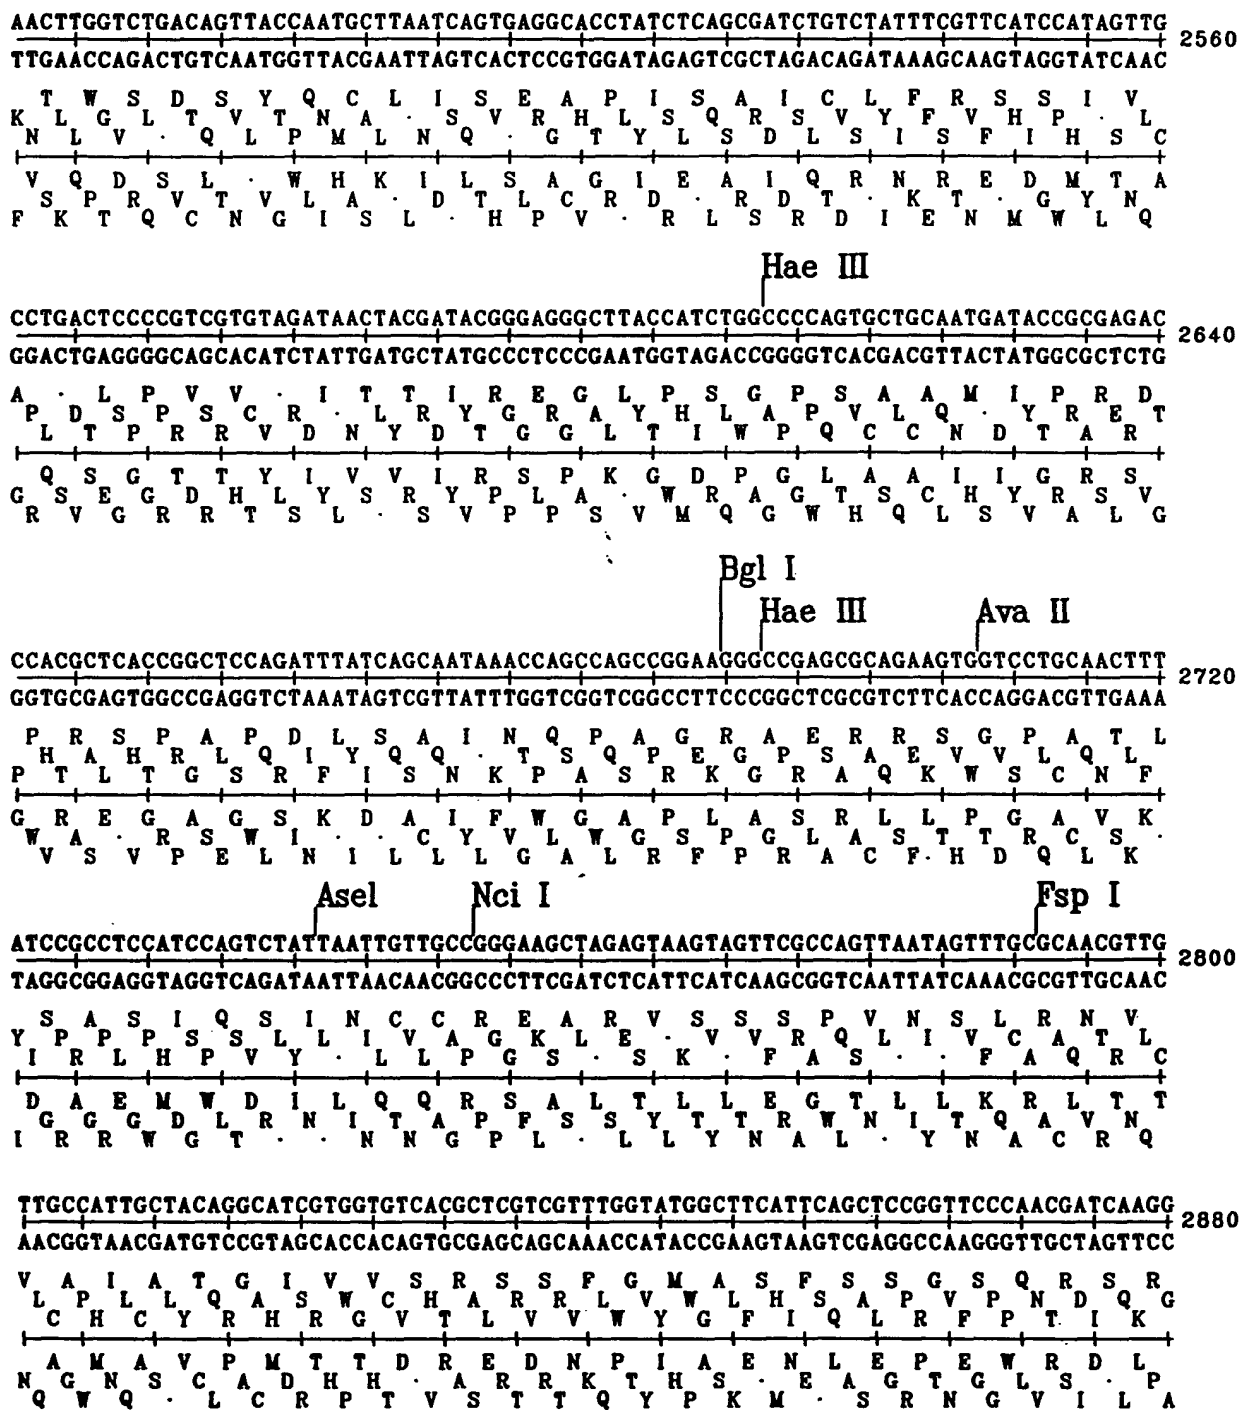 AACTTGGTCTGACAGTTACCAATGCTTAATCAGTGAGGCACCTATCTCAGCGATCTGTCTATTTCGTTCATCCATAGTTG
2560
TTGAACCAGACTGTCAATGGTTACGAATTAGTCACTCCGTGGATAGAGTCGCTAGACAGATAAAGCAAGTAGGTATCAAC
T W S D S Y Q C L I S E A P I S A I C L F R S S I V
K L G L T V T N A · S V R H L S Q R S V Y F V H P · L
N L V · Q L P M L N Q · G T Y L S D L S I S F I H S C
V Q D S L · W H K I L S A G I E A I Q R N R E D M T A
S P R V T V L A · D T L C R D · R D T · K T · G Y N
F K T Q C N G I S L · H P V · R L S R D I E N M W L Q
Hae III
CCTGACTCCCCGTCGTGTAGATAACTACGATACGGGAGGGCTTACCATCTGGCCCCAGTGCTGCAATGATACCGCGAGAC
2640
GGACTGAGGGGCAGCACATCTATTGATGCTATGCCCTCCCGAATGGTAGACCGGGGTCACGACGTTACTATGGCGCTCTG
A · L P V V · I T T I R E G L P S G P S A A M I P R D
P D S P S C R · L R Y G R A Y H L A P V L Q · Y R E T
L T P R R V D N Y D T G G L T I W P Q C C N D T A R
Q S G T T Y I V V I R S P K G D P G L A A I I G R S
G S E G D H L Y S R Y P L A · W R A G T S C H Y R S V
R V G R R T S L · S V P P S V M Q G W H Q L S V A L G
Bgl I
Hae III Ava II
CCACGCTCACCGGCTCCAGATTTATCAGCAATAAACCAGCCAGCCGGAAGGGCCGAGCGCAGAAGTGGTCCTGCAACTTT
2720
GGTGCGAGTGGCCGAGGTCTAAATAGTCGTTATTTGGTCGGTCGGCCTTCCCGGCTCGCGTCTTCACCAGGACGTTGAAA
P R S P A P D L S A I N Q P A G R A E R R S G P A T L
H A H R L Q I Y Q Q · T S Q P E G P S A E V V L Q L
P T L T G S R F I S N K P A S R K G R A Q K W S C N F
G R E G A G S K D A I F W G A P L A S R L L P G A V K
W A · R S W I · · C Y V L W G S P G L A S T T R C S ·
V S V P E L N I L L L G A L R F P R A C F · H D Q L K
AseI Nci I Fsp I
ATCCGCCTCCATCCAGTCTATTAATTGTTGCCGGGAAGCTAGAGTAAGTAGTTCGCCAGTTAATAGTTTGCGCAACGTTG
2800
TAGGCGGAGGTAGGTCAGATAATTAACAACGGCCCTTCGATCTCATTCATCAAGCGGTCAATTATCAAACGCGTTGCAAC
S A S I Q S I N C C R E A R V S S S P V N S L R N V
Y P P P S S L L I V A G K L E · V V R Q L I V C A T L
I R L H P V Y · L L P G S · S K · F A S · · F A Q R C
D A E M W D I L Q Q R S A L T L L E G T L L K R L T T
G G G D L R N I T A P F S S Y T T R W N I T Q A V N
I R R W G T · · N N G P L · L L Y N A L · Y N A C R Q
TTGCCATTGCTACAGGCATCGTGGTGTCACGCTCGTCGTTTGGTATGGCTTCATTCAGCTCCGGTTCCCAACGATCAAGG
2880
AACGGTAACGATGTCCGTAGCACCACAGTGCGAGCAGCAAACCATACCGAAGTAAGTCGAGGCCAAGGGTTGCTAGTTCC
V A I A T G I V V S R S S F G M A S F S S G S Q R S R
L P L L Q A S W C H A R R L V W L H S A P V P N D Q G
C H C Y R H R G V T L V V W Y G F I Q L R F P T I K
A M A V P M T T D R E D N P I A E N L E P E W R D L
N G N S C A D H H · A R R K T H S · E A G T G L S · P
Q W Q · L C R P T V S T T Q Y P K M · S R N G V I L A